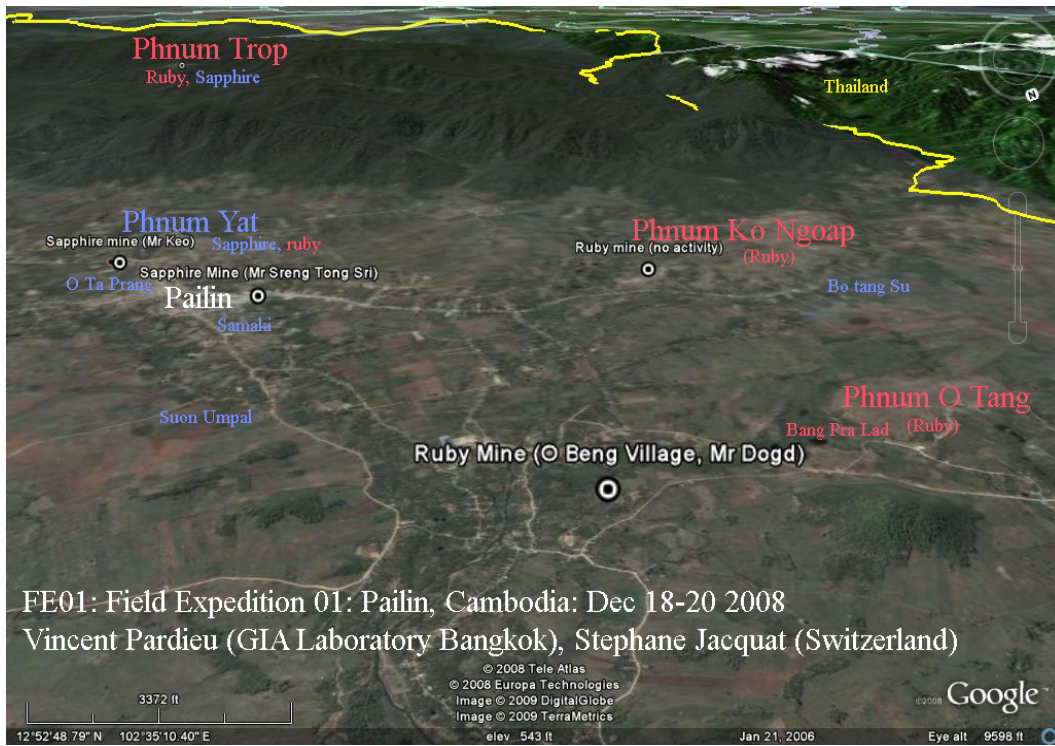 Phnum Trop
Ruby, Sapphire
Thailand
N
Phnum Yat
Sapphire mine (Mr Keo)
Sapphire, ruby
Phnum Ko Ngoap
Ruby mine (no activity)
(Ruby)
O Ta Prang
Sapphire Mine (Mr Sreng Tong Sri)
Pailin
Bo tang Su
Samaki
Suon Umpal
Phnum O Tang
Bang Pra Lad
(Ruby)
Ruby Mine (O Beng Village, Mr Dogd)
FE01: Field Expedition 01: Pailin, Cambodia: Dec 18-20 2008
Vincent Pardieu (GIA Laboratory Bangkok), Stephane Jacquat (Switzerland)
© 2008 Tele Atlas
© 2008 Europa Technologies
Image © 2009 DigitalGlobe
Image © 2009 TerraMetrics
©2008 Google™
3372 ft
12°52'48.79" N 102°35'10.40" E elev 543 ft Jan 21, 2006 Eye alt 9598 ft